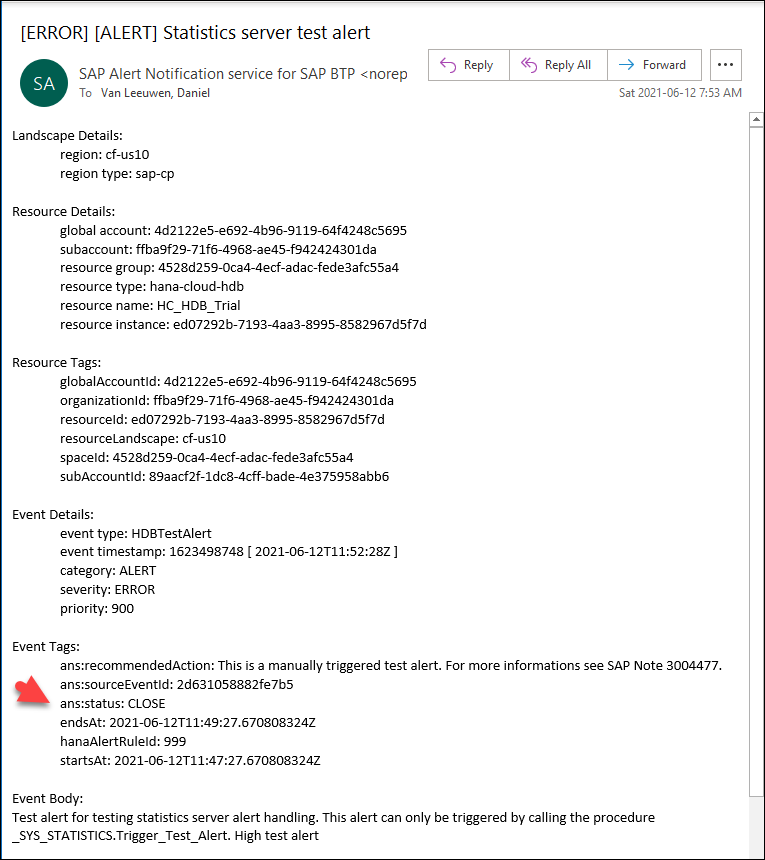 [ERROR] [ALERT] Statistics server test alert
SA
SAP Alert Notification service for SAP BTP <norep
To Van Leeuwen, Daniel
Reply
Reply All
Forward
Sat 2021-06-12 7:53 AM
Landscape Details:
region: cf-us10
region type: sap-cp
Resource Details:
global account: 4d2122e5-e692-4b96-9119-64f4248c5695
subaccount: ffba9f29-71f6-4968-ae45-f942424301da
resource group: 4528d259-0ca4-4ecf-adac-fede3afc55a4
resource type: hana-cloud-hdb
resource name: HC_HDB_Trial
resource instance: ed07292b-7193-4aa3-8995-8582967d5f7d
Resource Tags:
globalAccountId: 4d2122e5-e692-4b96-9119-64f4248c5695
organizationId: ffba9f29-71f6-4968-ae45-f942424301da
resourceId: ed07292b-7193-4aa3-8995-8582967d5f7d
resourceLandscape: cf-us10
spaceId: 4528d259-0ca4-4ecf-adac-fede3afc55a4
subAccountId: 89aacf2f-1dc8-4cff-bade-4e375958abb6
Event Details:
event type: HDBTestAlert
event timestamp: 1623498748 [ 2021-06-12T11:52:28Z ]
category: ALERT
severity: ERROR
priority: 900
Event Tags:
ans:recommendedAction: This is a manually triggered test alert. For more informations see SAP Note 3004477.
ans:sourceEventId: 2d631058882fe7b5
ans:status: CLOSE
endsAt: 2021-06-12T11:49:27.670808324Z
hanaAlertRuleId: 999
startsAt: 2021-06-12T11:47:27.670808324Z
Event Body:
Test alert for testing statistics server alert handling. This alert can only be triggered by calling the procedure
_SYS_STATISTICS.Trigger_Test_Alert. High test alert